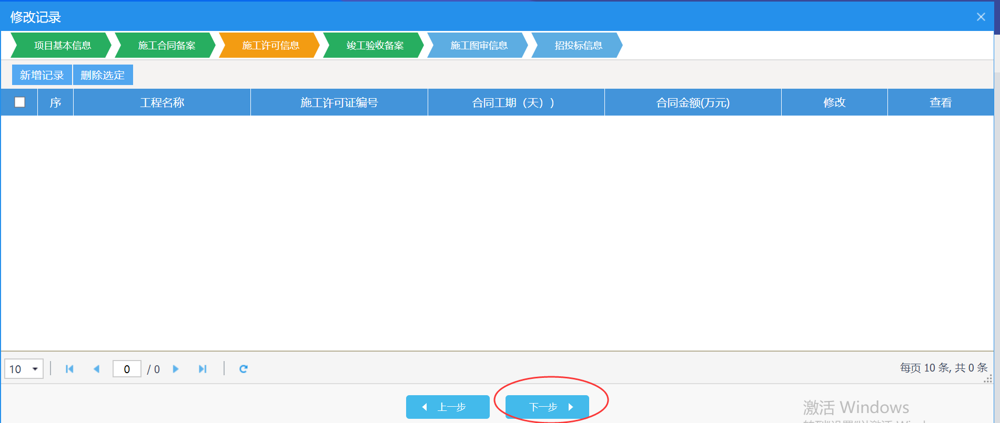 修改记录
项目基本信息 施工合同备案 施工许可信息 竣工验收备案 施工图审信息 招投标信息
新增记录 删除选定
序 工程名称 施工许可证编号 合同工期（天）） 合同金额(万元) 修改 查看
10 0 / 0 每页 10 条, 共 0 条
上一步 下一步
激活 Windows